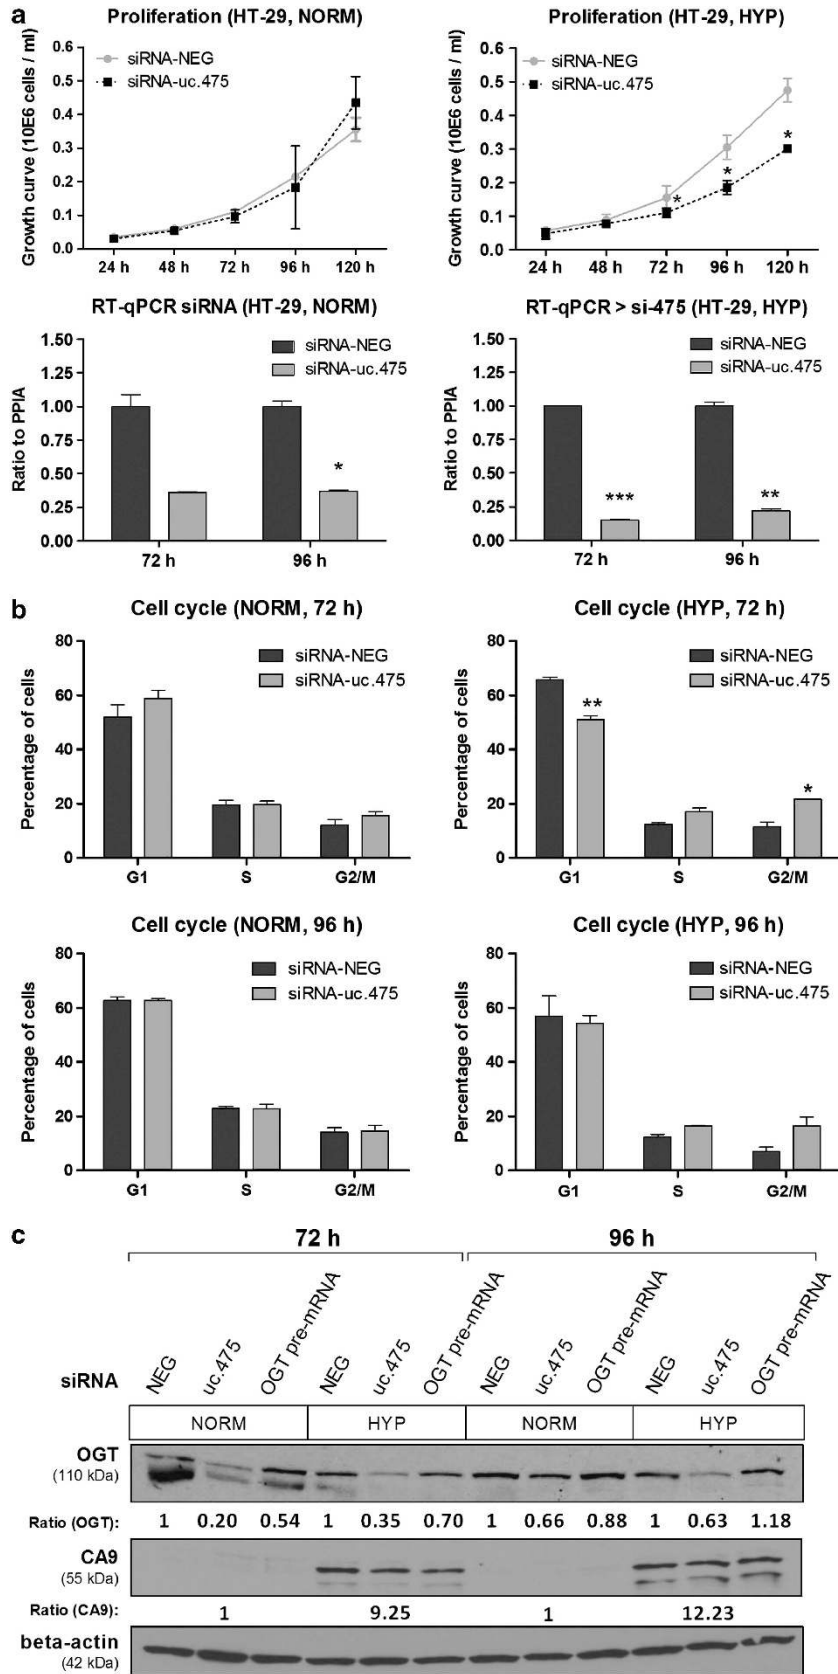 a
Proliferation (HT-29, NORM)
Growth curve (10E6 cells / ml)
siRNA-NEG
siRNA-uc.475
0.6
0.5
0.4
0.3
0.2
0.1
0.0
24 h 48 h 72 h 96 h 120 h
Proliferation (HT-29, HYP)
Growth curve (10E6 cells / ml)
siRNA-NEG
siRNA-uc.475
0.6
0.5
0.4
0.3
0.2
0.1
0.0
* * *
24 h 48 h 72 h 96 h 120 h
RT-qPCR siRNA (HT-29, NORM)
Ratio to PPIA
siRNA-NEG
siRNA-uc.475
1.50
1.25
1.00
0.75
0.50
0.25
0.00
*
72 h 96 h
RT-qPCR > si-475 (HT-29, HYP)
Ratio to PPIA
siRNA-NEG
siRNA-uc.475
1.50
1.25
1.00
0.75
0.50
0.25
0.00
*** **
72 h 96 h
b
Cell cycle (NORM, 72 h)
Percentage of cells
siRNA-NEG
siRNA-uc.475
80
60
40
20
0
G1 S G2/M
Cell cycle (HYP, 72 h)
Percentage of cells
siRNA-NEG
siRNA-uc.475
80
60
40
20
0
** *
G1 S G2/M
Cell cycle (NORM, 96 h)
Percentage of cells
siRNA-NEG
siRNA-uc.475
80
60
40
20
0
G1 S G2/M
Cell cycle (HYP, 96 h)
Percentage of cells
siRNA-NEG
siRNA-uc.475
80
60
40
20
0
G1 S G2/M
c
72 h 96 h
siRNA NEG uc.475 OGT pre-mRNA NEG uc.475 OGT pre-mRNA NEG uc.475 OGT pre-mRNA NEG uc.475 OGT pre-mRNA
NORM HYP NORM HYP
OGT
(110 kDa)
Ratio (OGT): 1 0.20 0.54 1 0.35 0.70 1 0.66 0.88 1 0.63 1.18
CA9
(55 kDa)
Ratio (CA9): 1 9.25 1 12.23
beta-actin
(42 kDa)